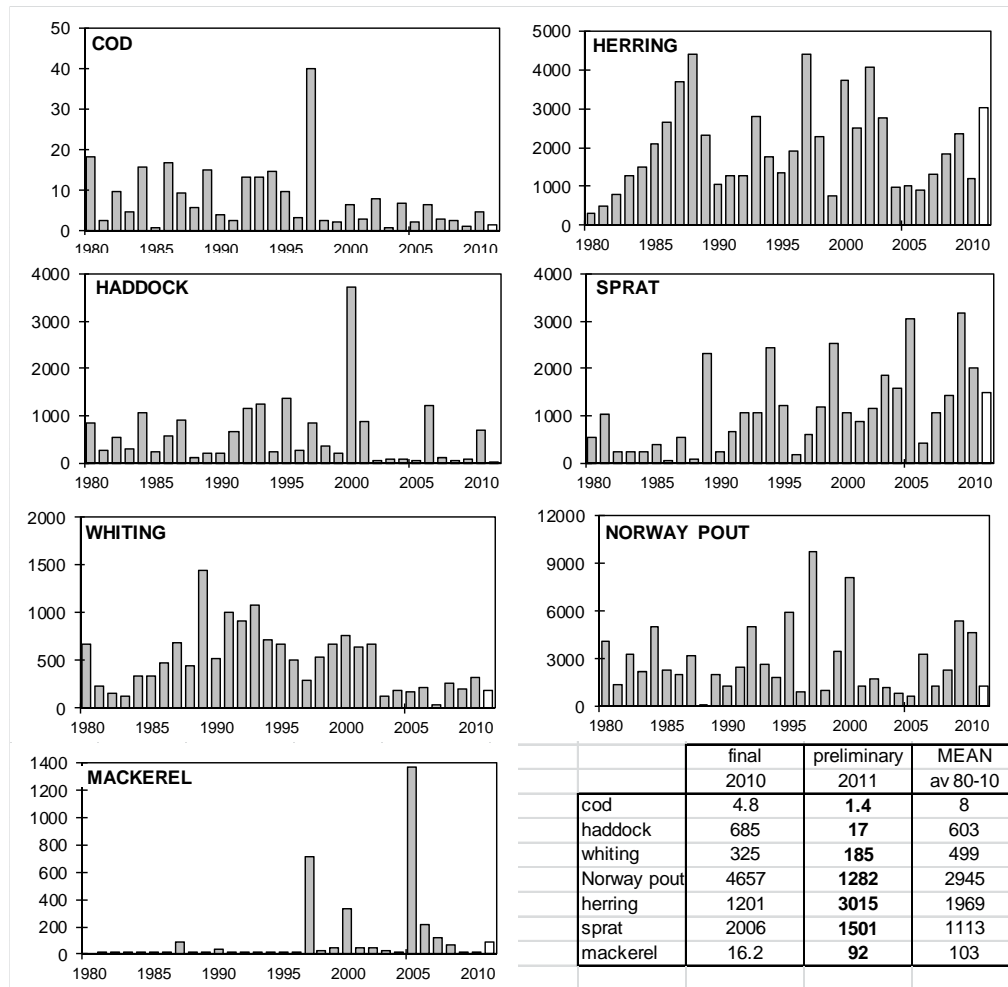 COD
50
40
30
20
10
0
1980 1985 1990 1995 2000 2005 2010
HERRING
5000
4000
3000
2000
1000
0
1980 1985 1990 1995 2000 2005 2010
HADDOCK
4000
3000
2000
1000
0
1980 1985 1990 1995 2000 2005 2010
SPRAT
4000
3000
2000
1000
0
1980 1985 1990 1995 2000 2005 2010
WHITING
2000
1500
1000
500
0
1980 1985 1990 1995 2000 2005 2010
NORWAY POUT
12000
9000
6000
3000
0
1980 1985 1990 1995 2000 2005 2010
MACKEREL
1400
1200
1000
800
600
400
200
0
1980 1985 1990 1995 2000 2005 2010
final preliminary MEAN
2010 2011 av 80-10
cod 4.8 1.4 8
haddock 685 17 603
whiting 325 185 499
Norway pout 4657 1282 2945
herring 1201 3015 1969
sprat 2006 1501 1113
mackerel 16.2 92 103